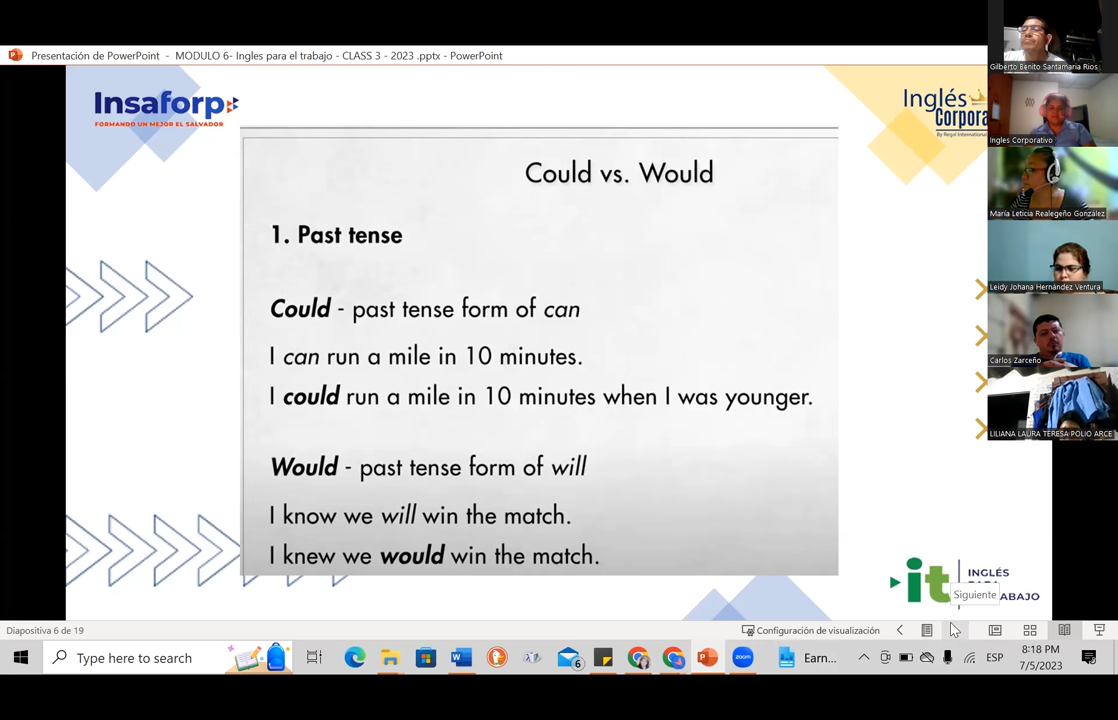 Presentación de PowerPoint - MODULO 6- Ingles para el trabajo - CLASS 3 - 2023 .pptx - PowerPoint
Insaforp
FORMANDO UN MEJOR EL SALVADOR
Inglés
Corpora
Could vs. Would
1. Past tense
Could - past tense form of can
I can run a mile in 10 minutes.
I could run a mile in 10 minutes when I was younger.
Would - past tense form of will
I know we will win the match.
I knew we would win the match.
Gilberto Benito Santamaria Rios
Ingles Corporativo
María Leticia Realegeño González
Leidy Johana Hernández Ventura
Carlos Zarceño
LILIANA LAURA TERESA POLIO ARCE
it
INGLÉS
ABAJO
Siguiente
Diapositiva 6 de 19
Configuración de visualización
Type here to search
6
Earn...
ESP
8:18 PM
7/5/2023